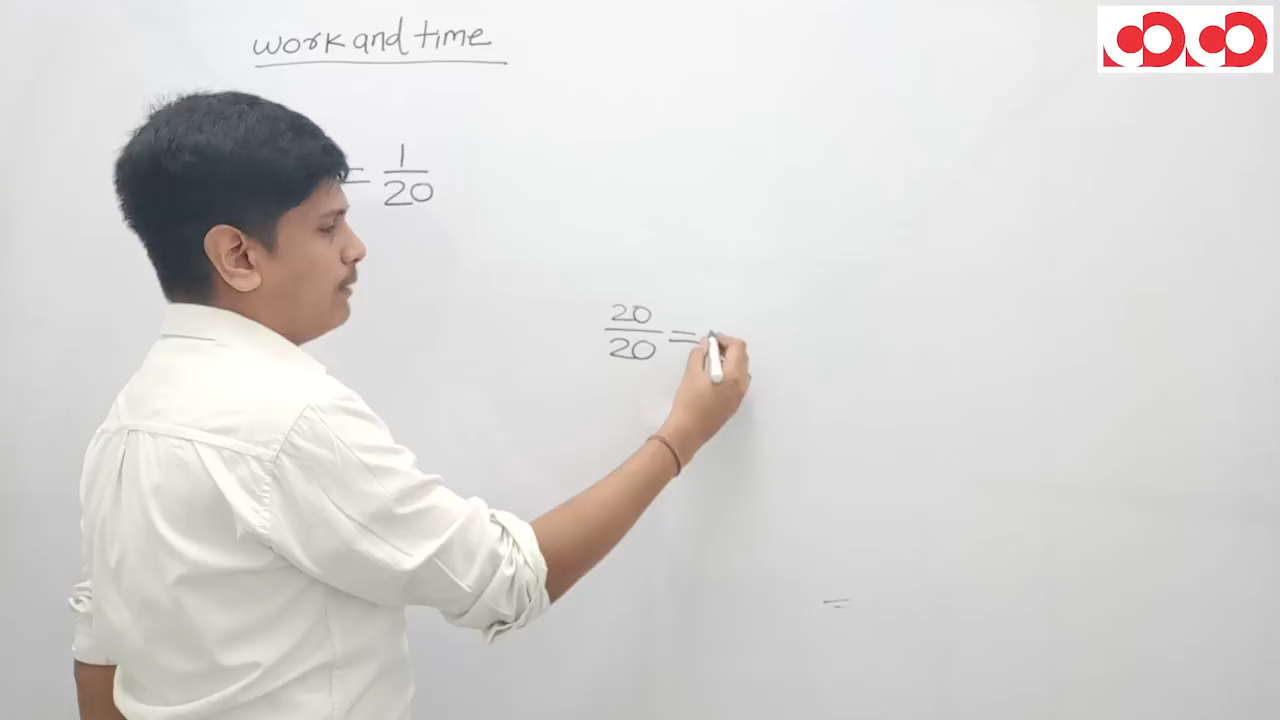 work and time
= 1/20
20/20 =
=